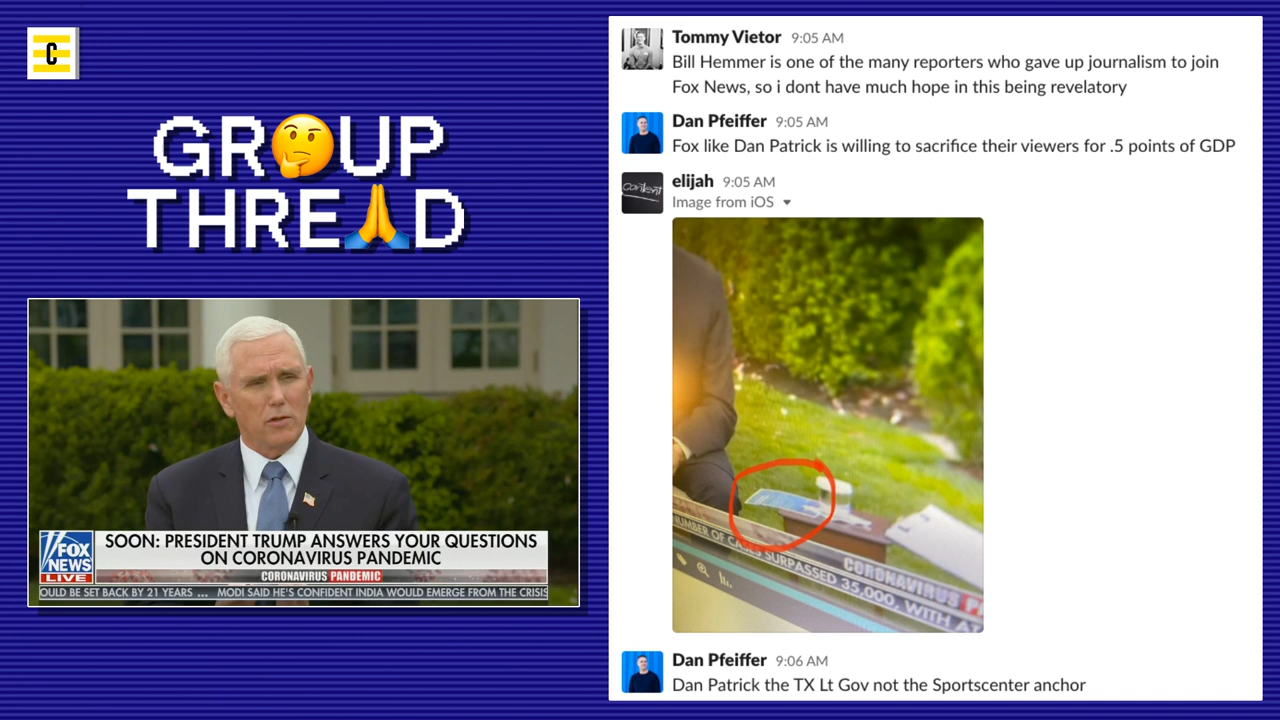 C
GR🤔UP
THRE🙏D
SOON: PRESIDENT TRUMP ANSWERS YOUR QUESTIONS
ON CORONAVIRUS PANDEMIC
FOX
NEWS
LIVE
CORONAVIRUS PANDEMIC
OULD BE SET BACK BY 21 YEARS ... MODI SAID HE'S CONFIDENT INDIA WOULD EMERGE FROM THE CRISIS
Tommy Vietor 9:05 AM
Bill Hemmer is one of the many reporters who gave up journalism to join
Fox News, so i dont have much hope in this being revelatory
Dan Pfeiffer 9:05 AM
Fox like Dan Patrick is willing to sacrifice their viewers for .5 points of GDP
content
elijah 9:05 AM
Image from iOS
NUMBER OF CASES SURPASSED 35,000, WITH AT
CORONAVIRUS P
Dan Pfeiffer 9:06 AM
Dan Patrick the TX Lt Gov not the Sportscenter anchor